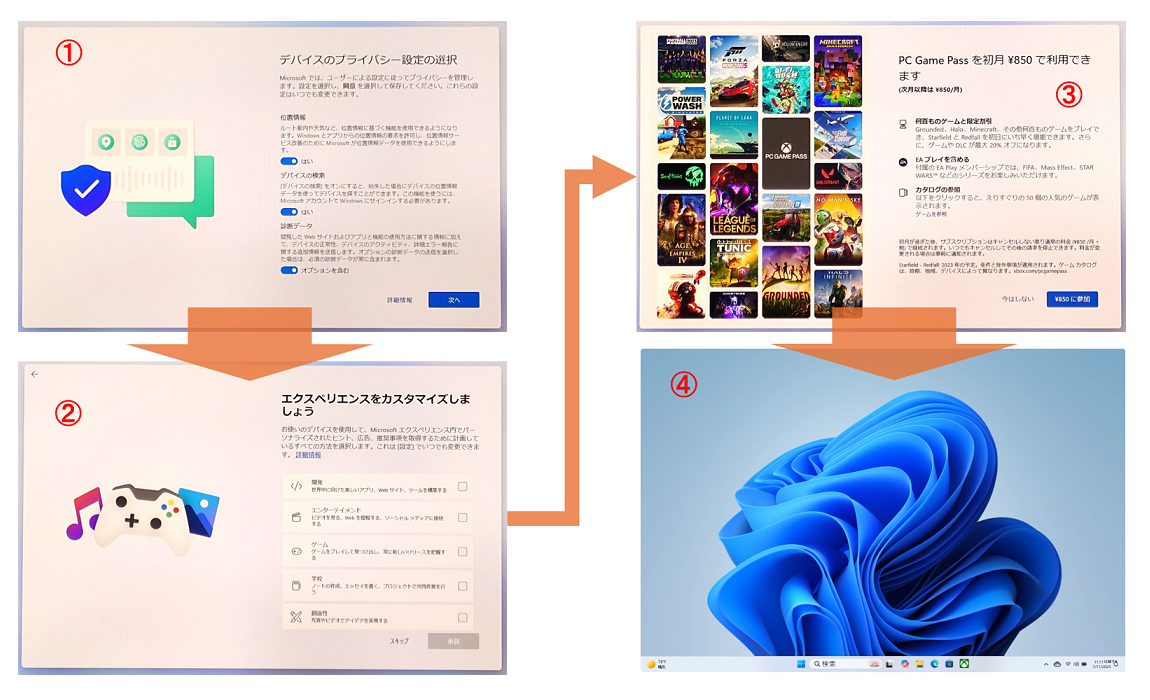 ①
デバイスのプライバシー設定の選択
Microsoft では、ユーザーによる設定に従ってプライバシーを管理し
ます。設定を選択し、同意 を選択して保存してください。これらの設
定はいつでも変更できます。
位置情報
ルート案内や天気など、位置情報に基づく機能を使用できるようになり
ます。Windows とアプリからの位置情報の要求を許可し、位置情報サー
ビス改善のために Microsoft が位置情報データを使用できるようにしま
す。
はい
デバイスの検索
[デバイスの検索] をオンにすると、紛失した場合にデバイスの位置情報
データを使ってデバイスを探すことができます。この機能を使うには、
Microsoft アカウントで Windows にサインインする必要があります。
はい
診断データ
閲覧した Web サイトおよびアプリと機能の使用方法に関する情報に加え
て、デバイスの正常性、デバイスのアクティビティ、詳細エラー報告に
関する追加情報を送信します。オプションの診断データの送信を選択し
た場合は、必須の診断データが常に含まれます。
オプションを含む
詳細情報
次へ
②
エクスペリエンスをカスタマイズしま
しょう
お使いのデバイスを使用して、Microsoft エクスペリエンス内でパー
ソナライズされたヒント、広告、推奨事項を取得するために計画して
いるすべての方法を選択します。これは [設定] でいつでも変更できま
す。 詳細情報
開発
世界中に向けた楽しいアプリ、Web サイト、ツールを構築する
エンターテイメント
ビデオを見る、Web を閲覧する、ソーシャル メディアに接続
する
ゲーム
ゲームをプレイして見つけ出し、常に新しいリリースを把握す
る
学校
ノートの作成、エッセイを書く、プロジェクトで共同作業を行
う
創造性
写真やビデオでアイデアを実現する
スキップ
承諾
③
PC Game Pass を初月 ¥850 で利用でき
ます
(次月以降は ¥850/月)
何百ものゲームと限定割引
Grounded、Halo、Minecraft、その他何百ものゲームをプレイで
き、Starfield と Redfall を初日にいち早く堪能できます。さら
に、ゲームや DLC が最大 20% オフになります。
EA プレイを含める
付属の EA Play メンバーシップでは、FIFA、Mass Effect、STAR
WARS™ などのシリーズをお楽しみいただけます。
カタログの参照
以下をクリックすると、えりすぐりの 50 個の人気のゲームが表
示されます。
ゲームを参照
初月が過ぎた後、サブスクリプションはキャンセルしない限り通常の料金 (¥850 /月 +
税) で継続されます。いつでもキャンセルしてその後の請求を停止できます。料金が変
更される場合は事前に通知されます。
Starfield・Redfall: 2023 年の予定。条件と除外事項が適用されます。ゲーム カタログ
は、時期、地域、デバイスによって異なります。xbox.com/pcgamepass
今はしない
¥850 に参加
FORZA
HORIZON 5
HOLLOW KNIGHT
MINECRAFT
POWER
WASH
PLANET OF LANA
PC GAME PASS
Sea of Thieves
VALORANT
AGE
EMPIRES
IV
LEAGUE OF
LEGENDS
NO MAN'S SKY
TUNIC
GROUNDED
HALO
INFINITE
④
検索